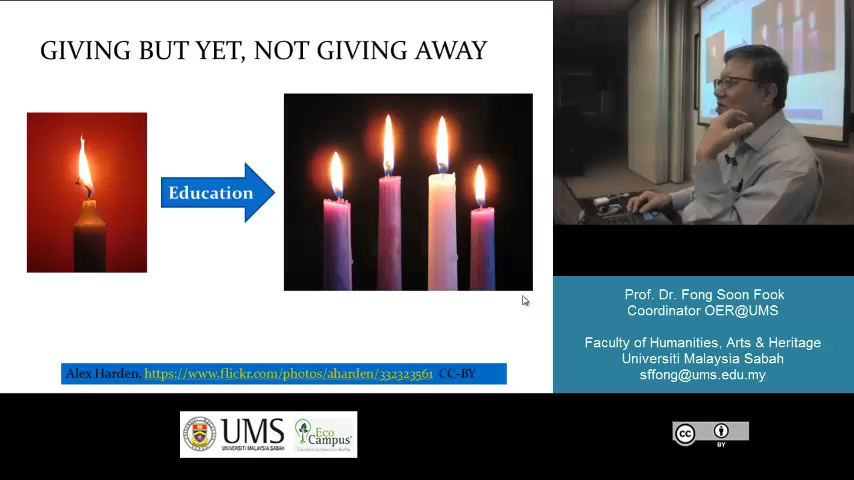 GIVING BUT YET, NOT GIVING AWAY
Education
Alex Harden, https://www.flickr.com/photos/aharden/332323561 CC-BY
Prof. Dr. Fong Soon Fook
Coordinator OER@UMS
Faculty of Humanities, Arts & Heritage
Universiti Malaysia Sabah
sffong@ums.edu.my
UMS
UNIVERSITI MALAYSIA SABAH
Eco
Campus
cc
BY